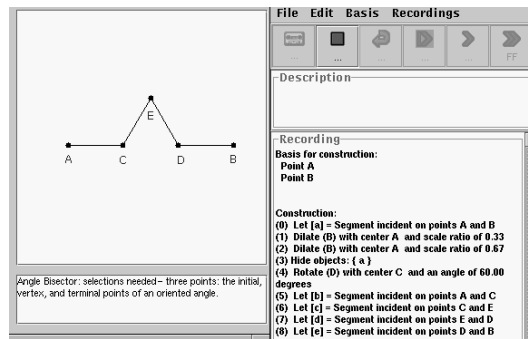 File Edit Basis Recordings
...
...
...
...
...
FF
Description
E
A
C
D
B
Angle Bisector: selections needed– three points: the initial,
vertex, and terminal points of an oriented angle.
Recording
Basis for construction:
Point A
Point B
Construction:
(0) Let [a] = Segment incident on points A and B
(1) Dilate (B) with center A and scale ratio of 0.33
(2) Dilate (B) with center A and scale ratio of 0.67
(3) Hide objects: { a }
(4) Rotate (D) with center C and an angle of 60.00
degrees
(5) Let [b] = Segment incident on points A and C
(6) Let [c] = Segment incident on points C and E
(7) Let [d] = Segment incident on points E and D
(8) Let [e] = Segment incident on points D and B